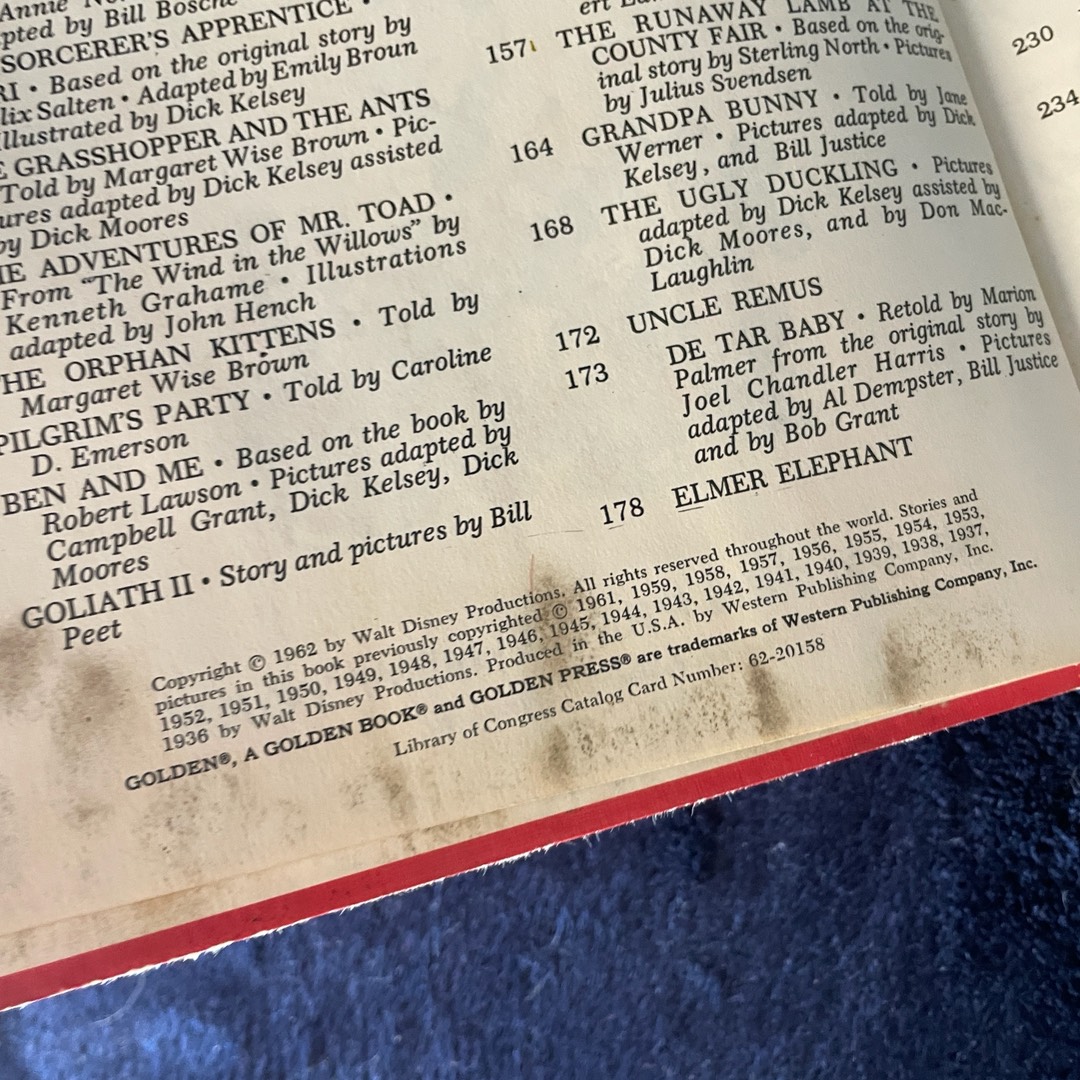 Annie
pted by Bill
SORCERER'S APPRENTICE •
• Based on the original story by
lix Salten • Adapted by Emily Broun
llustrated by Dick Kelsey
GRASSHOPPER AND THE ANTS
Told by Margaret Wise Brown • Pic-
ures adapted by Dick Kelsey assisted
by Dick Moores
HE ADVENTURES OF MR. TOAD •
From "The Wind in the Willows" by
Kenneth Grahame • Illustrations
adapted by John Hench
HE ORPHAN KITTENS • Told by
Margaret Wise Brown
PILGRIM'S PARTY • Told by Caroline
D. Emerson
BEN AND ME • Based on the book by
Robert Lawson • Pictures adapted by
Campbell Grant, Dick Kelsey, Dick
Moores
GOLIATH II • Story and pictures by Bill
Peet
157 THE RUNAWAY LAMB AT THE
COUNTY FAIR • Based on the orig-
inal story by Sterling North • Pictures
by Julius Svendsen
164 GRANDPA BUNNY • Told by Jane
Werner • Pictures adapted by Dick
Kelsey, and Bill Justice
168 THE UGLY DUCKLING • Pictures
adapted by Dick Kelsey assisted by
Dick Moores, and by Don Mac-
Laughlin
172 UNCLE REMUS
173 DE TAR BABY • Retold by Marion
Palmer from the original story by
Joel Chandler Harris • Pictures
adapted by Al Dempster, Bill Justice
and by Bob Grant
178 ELMER ELEPHANT
230
234
Copyright © 1962 by Walt Disney Productions. All rights reserved throughout the world. Stories and
pictures in this book previously copyrighted © 1961, 1959, 1958, 1957, 1956, 1955, 1954, 1953,
1952, 1951, 1950, 1949, 1948, 1947, 1946, 1945, 1944, 1943, 1942, 1941, 1940, 1939, 1938, 1937,
1936 by Walt Disney Productions. Produced in the U.S.A. by Western Publishing Company, Inc.
GOLDEN®, A GOLDEN BOOK® and GOLDEN PRESS® are trademarks of Western Publishing Company, Inc.
Library of Congress Catalog Card Number: 62-20158